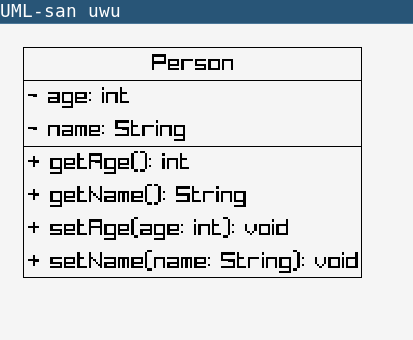 UML-san uwu
Person
- age: int
- name: String
+ getAge(): int
+ getName(): String
+ setAge(age: int): void
+ setName(name: String): void